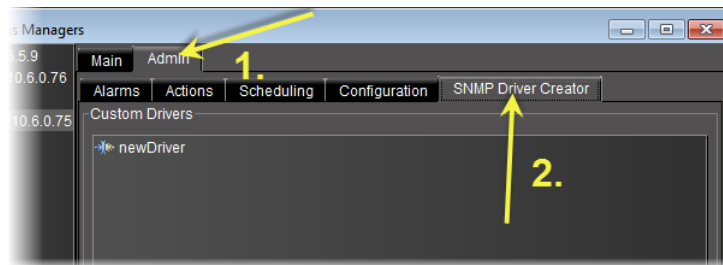 s Managers
5.5.9
Main Admin 1.
10.6.0.76
Alarms Actions Scheduling Configuration SNMP Driver Creator
10.6.0.75
Custom Drivers
newDriver
2.